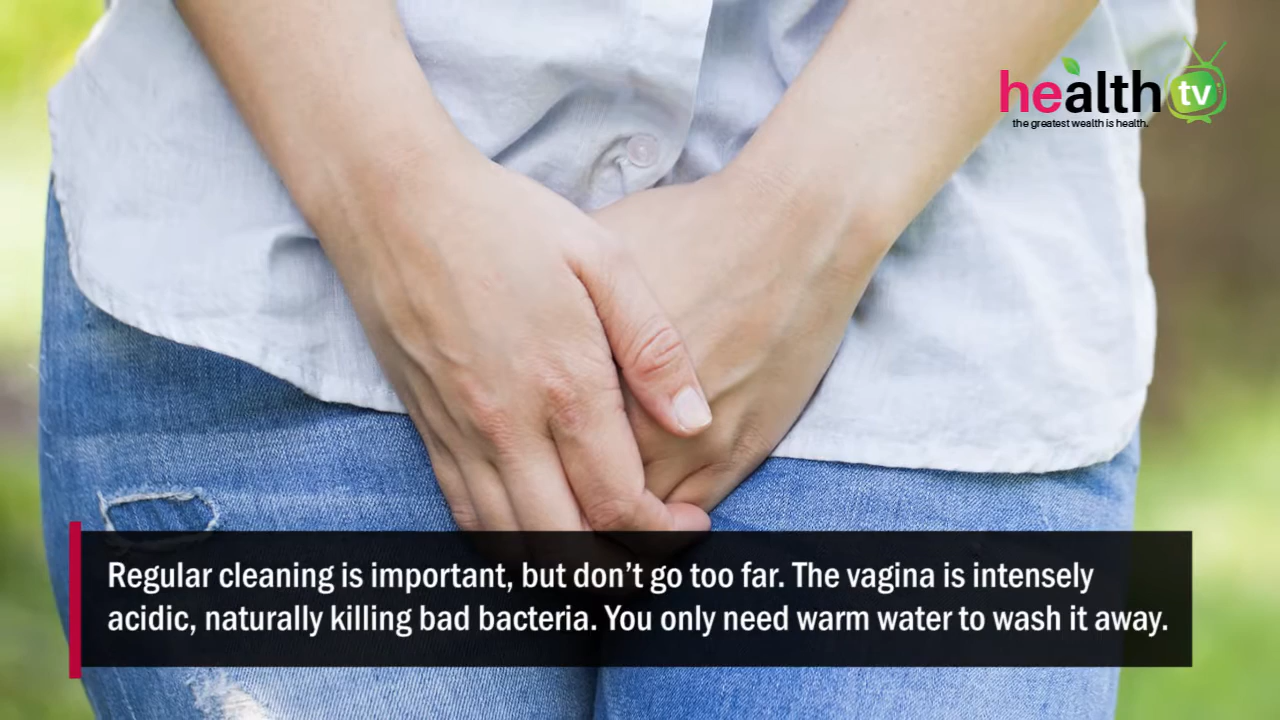 health tv
the greatest wealth is health.
Regular cleaning is important, but don't go too far. The vagina is intensely
acidic, naturally killing bad bacteria. You only need warm water to wash it away.